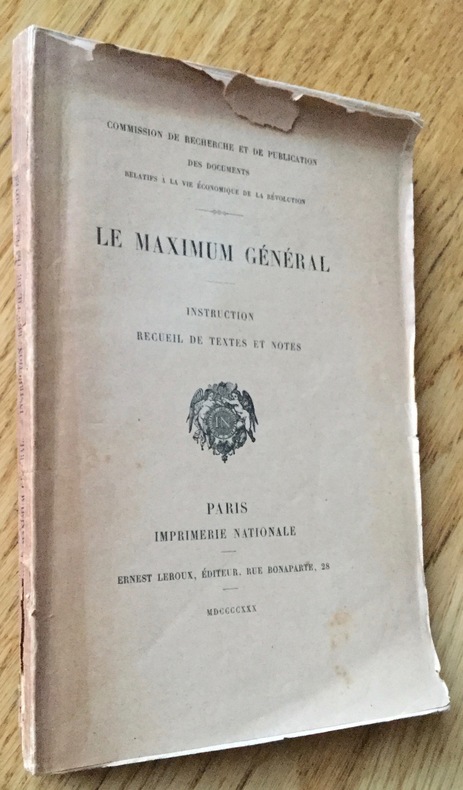 COMMISSION DE RECHERCHE ET DE PUBLICATION
DES DOCUMENTS
RELATIFS À LA VIE ÉCONOMIQUE DE LA RÉVOLUTION
LE MAXIMUM GÉNÉRAL
INSTRUCTION
RECUEIL DE TEXTES ET NOTES
PARIS
IMPRIMERIE NATIONALE
ERNEST LEROUX, ÉDITEUR, RUE BONAPARTE, 28
MDCCCCXXX